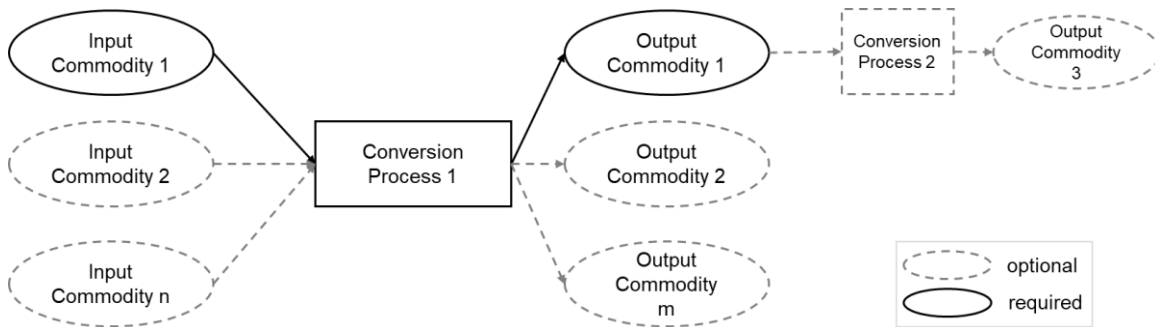 Input
Commodity 1
Output
Commodity 1
Conversion
Process 2
Output
Commodity
3
Input
Commodity 2
Conversion
Process 1
Output
Commodity 2
Input
Commodity n
Output
Commodity
m
optional
required